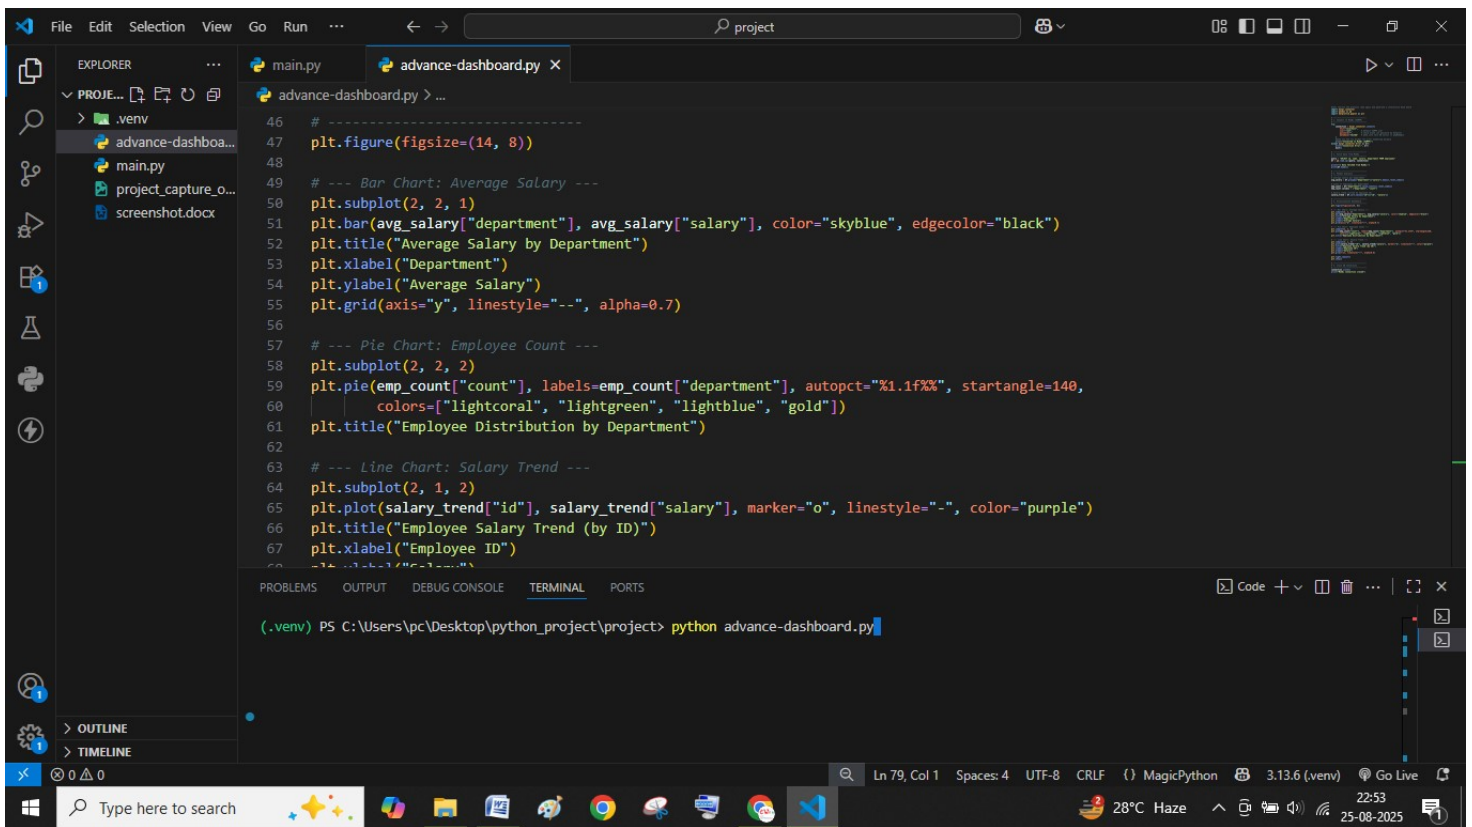 File Edit Selection View Go Run ··· project
EXPLORER ···
PROJE...
.venv
advance-dashboa...
main.py
project_capture_o...
screenshot.docx
OUTLINE
TIMELINE
main.py advance-dashboard.py
advance-dashboard.py > ...
46 # -------------------------------
47 plt.figure(figsize=(14, 8))
48
49 # --- Bar Chart: Average Salary ---
50 plt.subplot(2, 2, 1)
51 plt.bar(avg_salary["department"], avg_salary["salary"], color="skyblue", edgecolor="black")
52 plt.title("Average Salary by Department")
53 plt.xlabel("Department")
54 plt.ylabel("Average Salary")
55 plt.grid(axis="y", linestyle="--", alpha=0.7)
56
57 # --- Pie Chart: Employee Count ---
58 plt.subplot(2, 2, 2)
59 plt.pie(emp_count["count"], labels=emp_count["department"], autopct="%1.1f%%", startangle=140,
60 colors=["lightcoral", "lightgreen", "lightblue", "gold"])
61 plt.title("Employee Distribution by Department")
62
63 # --- Line Chart: Salary Trend ---
64 plt.subplot(2, 1, 2)
65 plt.plot(salary_trend["id"], salary_trend["salary"], marker="o", linestyle="-", color="purple")
66 plt.title("Employee Salary Trend (by ID)")
67 plt.xlabel("Employee ID")
68 plt.ylabel("Salary")
PROBLEMS OUTPUT DEBUG CONSOLE TERMINAL PORTS Code
(.venv) PS C:\Users\pc\Desktop\python_project\project> python advance-dashboard.py
0 0 Ln 79, Col 1 Spaces: 4 UTF-8 CRLF {} MagicPython 3.13.6 (.venv) Go Live
Type here to search 28°C Haze 22:53
25-08-2025